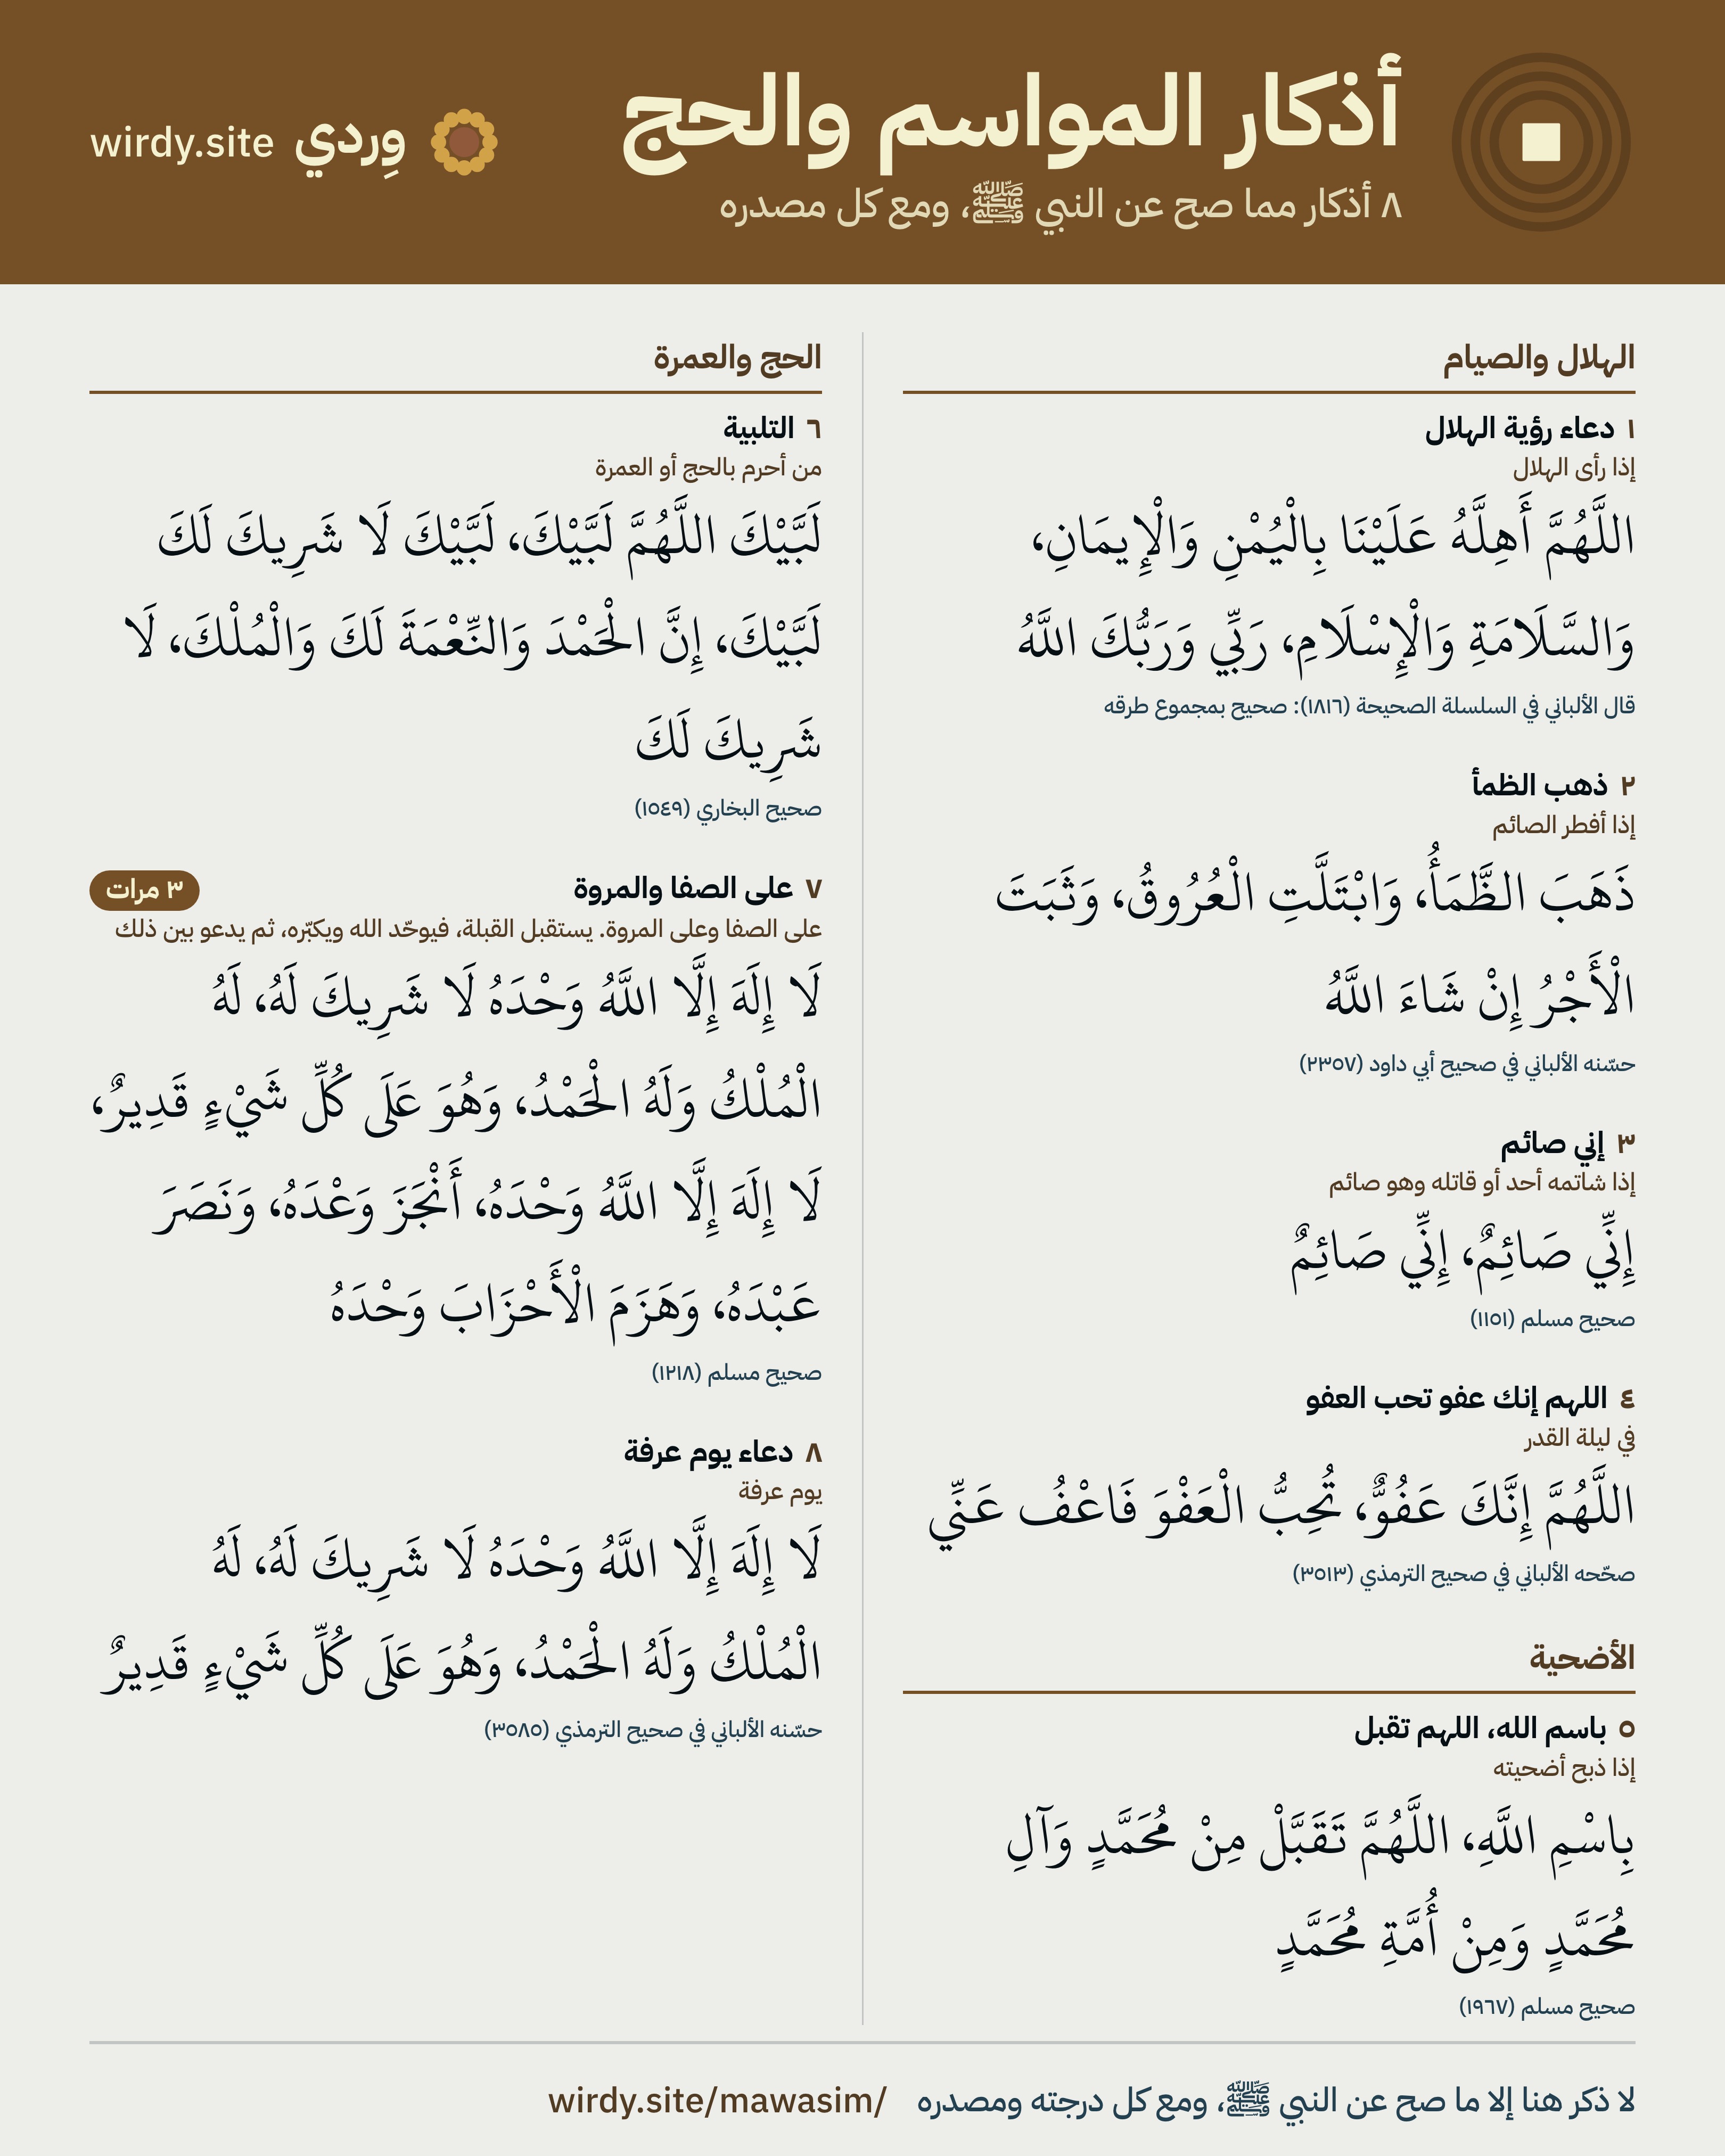 أذكار المواسم والحج
٨ أذكار مما صح عن النبي ﷺ، ومع كل مصدره
وِردي wirdy.site
الهلال والصيام
١ دعاء رؤية الهلال
إذا رأى الهلال
اللَّهُمَّ أَهِلَّهُ عَلَيْنَا بِالْيُمْنِ وَالْإِيمَانِ،
وَالسَّلَامَةِ وَالْإِسْلَامِ، رَبِّي وَرَبُّكَ اللَّهُ
قال الألباني في السلسلة الصحيحة (١٨١٦): صحيح بمجموع طرقه
٢ ذهب الظمأ
إذا أفطر الصائم
ذَهَبَ الظَّمَأُ، وَابْتَلَّتِ الْعُرُوقُ، وَثَبَتَ
الْأَجْرُ إِنْ شَاءَ اللَّهُ
حسّنه الألباني في صحيح أبي داود (٢٣٥٧)
٣ إني صائم
إذا شاتمه أحد أو قاتله وهو صائم
إِنِّي صَائِمٌ، إِنِّي صَائِمٌ
صحيح مسلم (١١٥١)
٤ اللهم إنك عفو تحب العفو
في ليلة القدر
اللَّهُمَّ إِنَّكَ عَفُوٌّ، تُحِبُّ الْعَفْوَ فَاعْفُ عَنِّي
صحّحه الألباني في صحيح الترمذي (٣٥١٣)
الأضحية
٥ باسم الله، اللهم تقبل
إذا ذبح أضحيته
بِاسْمِ اللَّهِ، اللَّهُمَّ تَقَبَّلْ مِنْ مُحَمَّدٍ وَآلِ
مُحَمَّدٍ وَمِنْ أُمَّةِ مُحَمَّدٍ
صحيح مسلم (١٩٦٧)
الحج والعمرة
٦ التلبية
من أحرم بالحج أو العمرة
لَبَّيْكَ اللَّهُمَّ لَبَّيْكَ، لَبَّيْكَ لَا شَرِيكَ لَكَ
لَبَّيْكَ، إِنَّ الْحَمْدَ وَالنِّعْمَةَ لَكَ وَالْمُلْكَ، لَا
شَرِيكَ لَكَ
صحيح البخاري (١٥٤٩)
٧ على الصفا والمروة
٣ مرات
على الصفا وعلى المروة. يستقبل القبلة، فيوحّد الله ويكبّره، ثم يدعو بين ذلك
لَا إِلَهَ إِلَّا اللَّهُ وَحْدَهُ لَا شَرِيكَ لَهُ، لَهُ
الْمُلْكُ وَلَهُ الْحَمْدُ، وَهُوَ عَلَى كُلِّ شَيْءٍ قَدِيرٌ،
لَا إِلَهَ إِلَّا اللَّهُ وَحْدَهُ، أَنْجَزَ وَعْدَهُ، وَنَصَرَ
عَبْدَهُ، وَهَزَمَ الْأَحْزَابَ وَحْدَهُ
صحيح مسلم (١٢١٨)
٨ دعاء يوم عرفة
يوم عرفة
لَا إِلَهَ إِلَّا اللَّهُ وَحْدَهُ لَا شَرِيكَ لَهُ، لَهُ
الْمُلْكُ وَلَهُ الْحَمْدُ، وَهُوَ عَلَى كُلِّ شَيْءٍ قَدِيرٌ
حسّنه الألباني في صحيح الترمذي (٣٥٨٥)
لا ذكر هنا إلا ما صح عن النبي ﷺ، ومع كل درجته ومصدره
wirdy.site/mawasim/